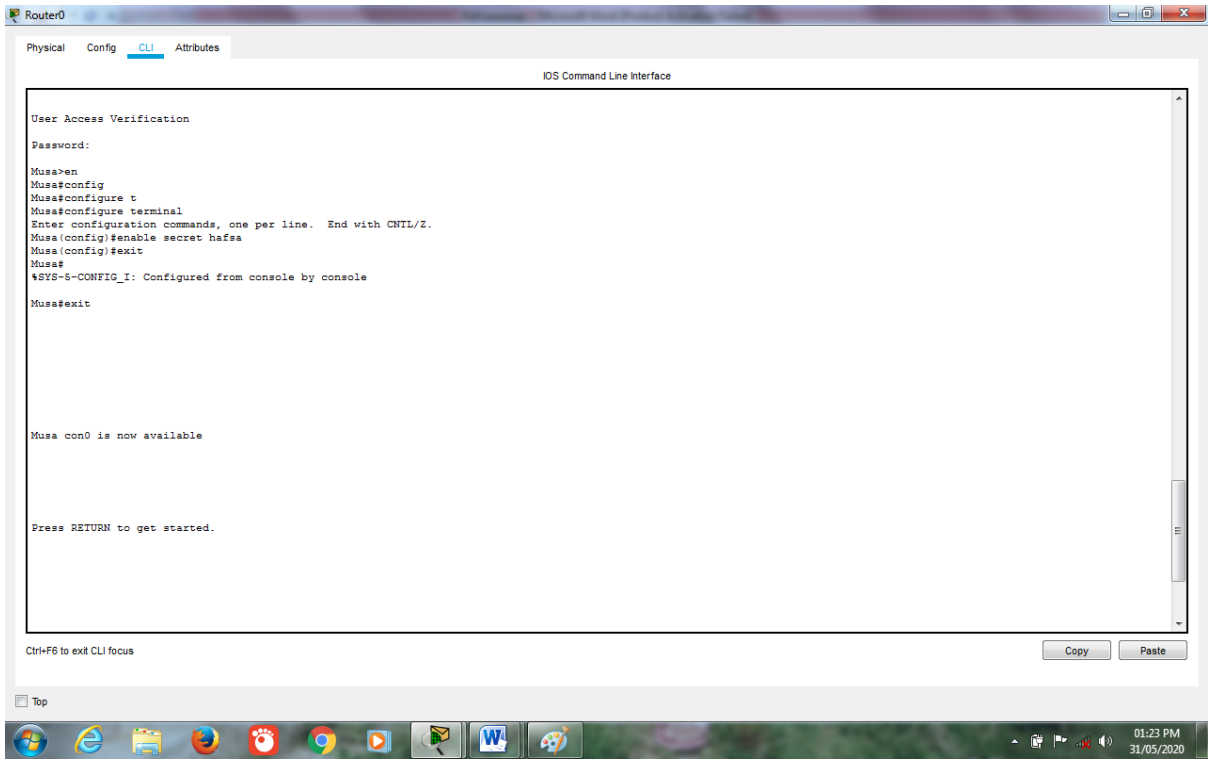 Router0
Physical Config CLI Attributes
IOS Command Line Interface
User Access Verification
Password:
Musa>en
Musa#config
Musa#configure t
Musa#configure terminal
Enter configuration commands, one per line.  End with CNTL/Z.
Musa(config)#enable secret hafsa
Musa(config)#exit
Musa#
%SYS-5-CONFIG_I: Configured from console by console
Musa#exit
Musa con0 is now available
Press RETURN to get started.
Ctrl+F6 to exit CLI focus
Copy Paste
Top
01:23 PM
31/05/2020